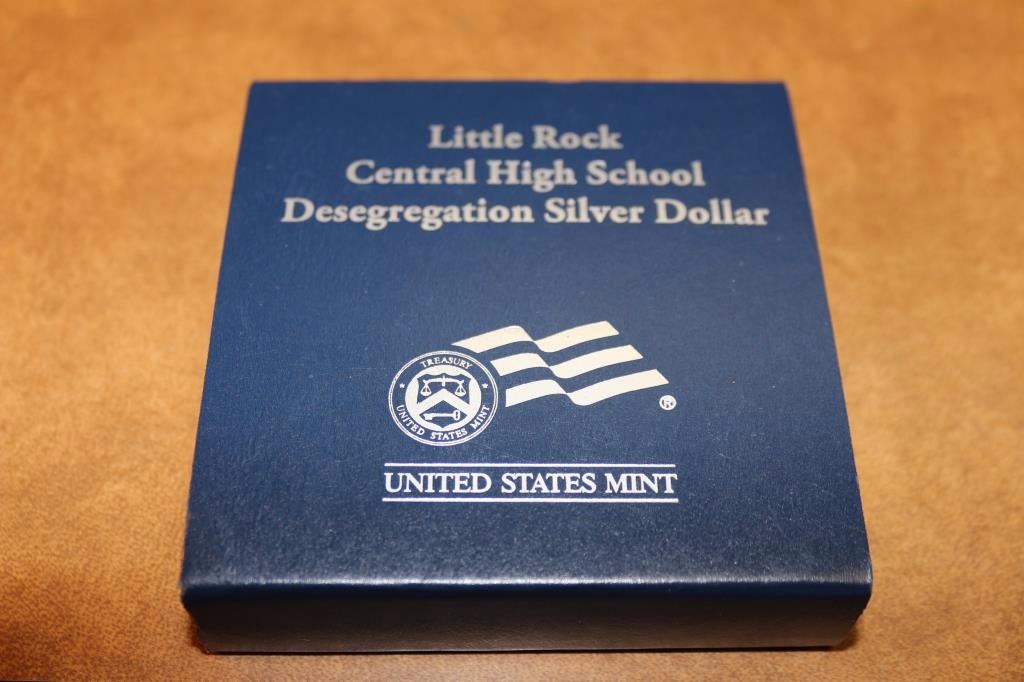 Little Rock
Central High School
Desegregation Silver Dollar
TREASURY
UNITED STATES MINT
®
UNITED STATES MINT